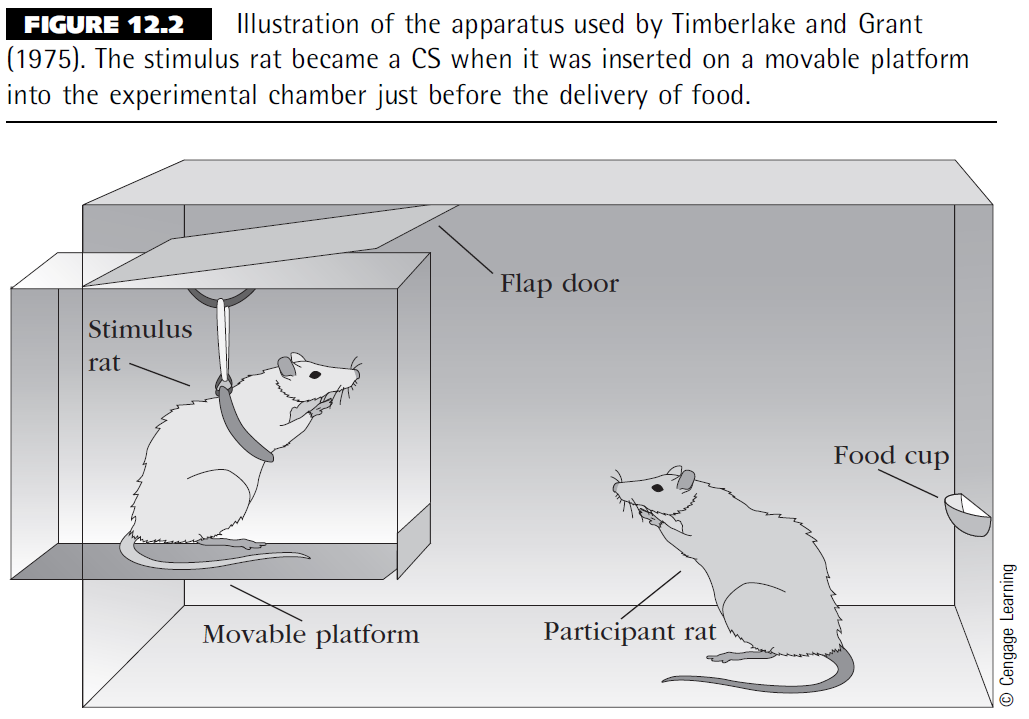 FIGURE 12.2 Illustration of the apparatus used by Timberlake and Grant
(1975). The stimulus rat became a CS when it was inserted on a movable platform
into the experimental chamber just before the delivery of food.
Flap door
Stimulus
rat
Food cup
Movable platform
Participant rat
© Cengage Learning